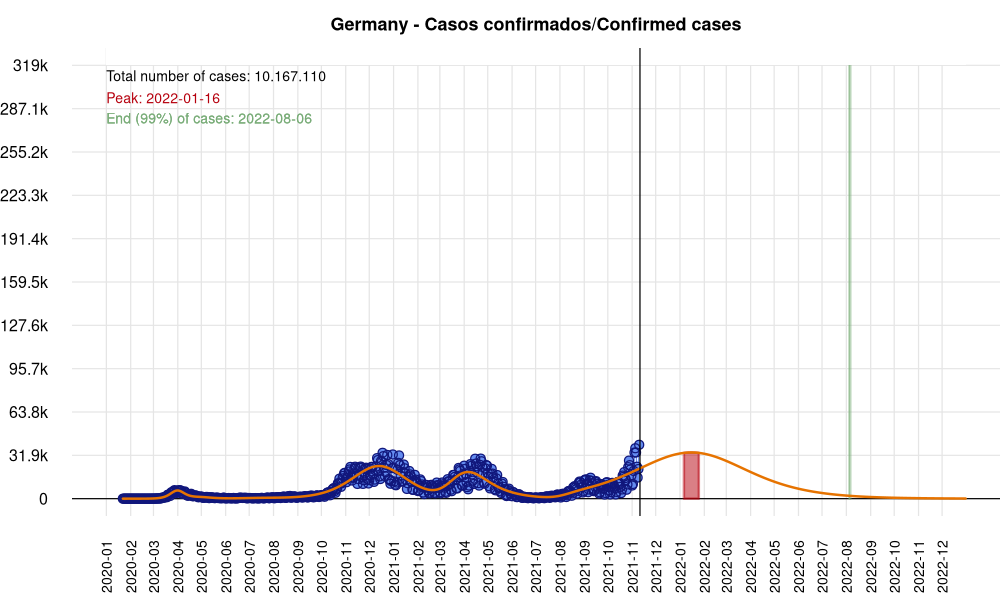 Germany - Casos confirmados/Confirmed cases
Total number of cases: 10.167.110
Peak: 2022-01-16
End (99%) of cases: 2022-08-06
319k
287.1k
255.2k
223.3k
191.4k
159.5k
127.6k
95.7k
63.8k
31.9k
0
2020-01
2020-02
2020-03
2020-04
2020-05
2020-06
2020-07
2020-08
2020-09
2020-10
2020-11
2020-12
2021-01
2021-02
2021-03
2021-04
2021-05
2021-06
2021-07
2021-08
2021-09
2021-10
2021-11
2021-12
2022-01
2022-02
2022-03
2022-04
2022-05
2022-06
2022-07
2022-08
2022-09
2022-10
2022-11
2022-12